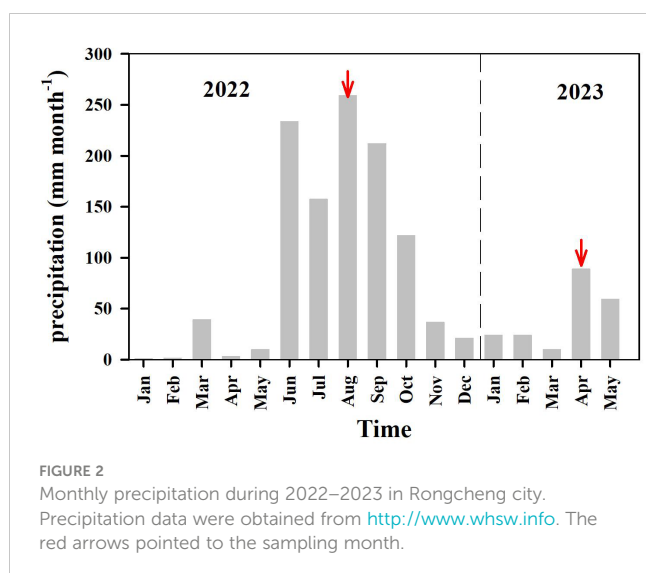 300
250
200
150
100
50
0
precipitation (mm month-1)
2022
2023
Jan
Feb
Mar
Apr
May
Jun
Jul
Aug
Sep
Oct
Nov
Dec
Jan
Feb
Mar
Apr
May
Time
FIGURE 2
Monthly precipitation during 2022–2023 in Rongcheng city.
Precipitation data were obtained from http://www.whsw.info. The
red arrows pointed to the sampling month.